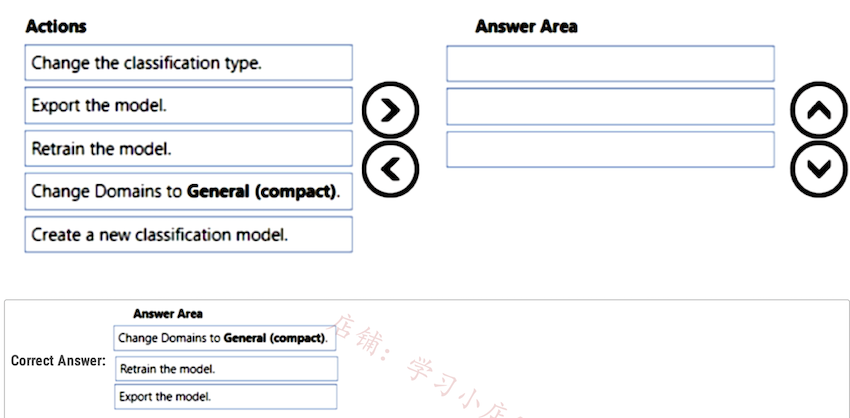 Actions
Answer Area
Change the classification type.
Export the model.
Retrain the model.
Change Domains to General (compact).
Create a new classification model.
Answer Area
Correct Answer:
Change Domains to General (compact).
Retrain the model.
Export the model.
店铺：学习小店